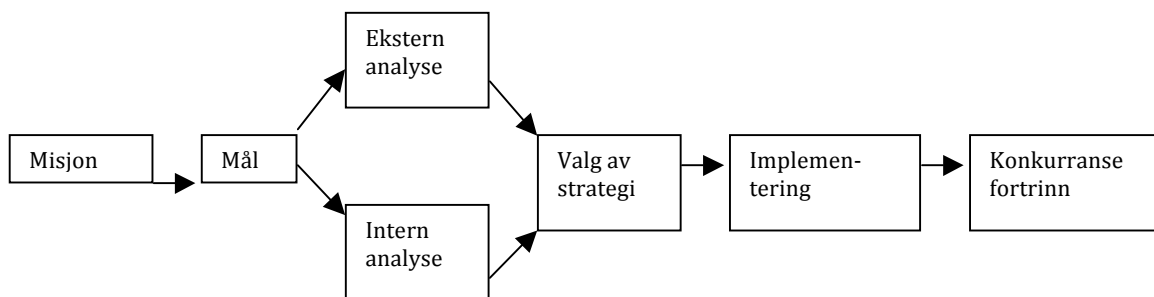 Misjon
Mål
Ekstern
analyse
Intern
analyse
Valg av
strategi
Implemen-
tering
Konkurranse
fortrinn